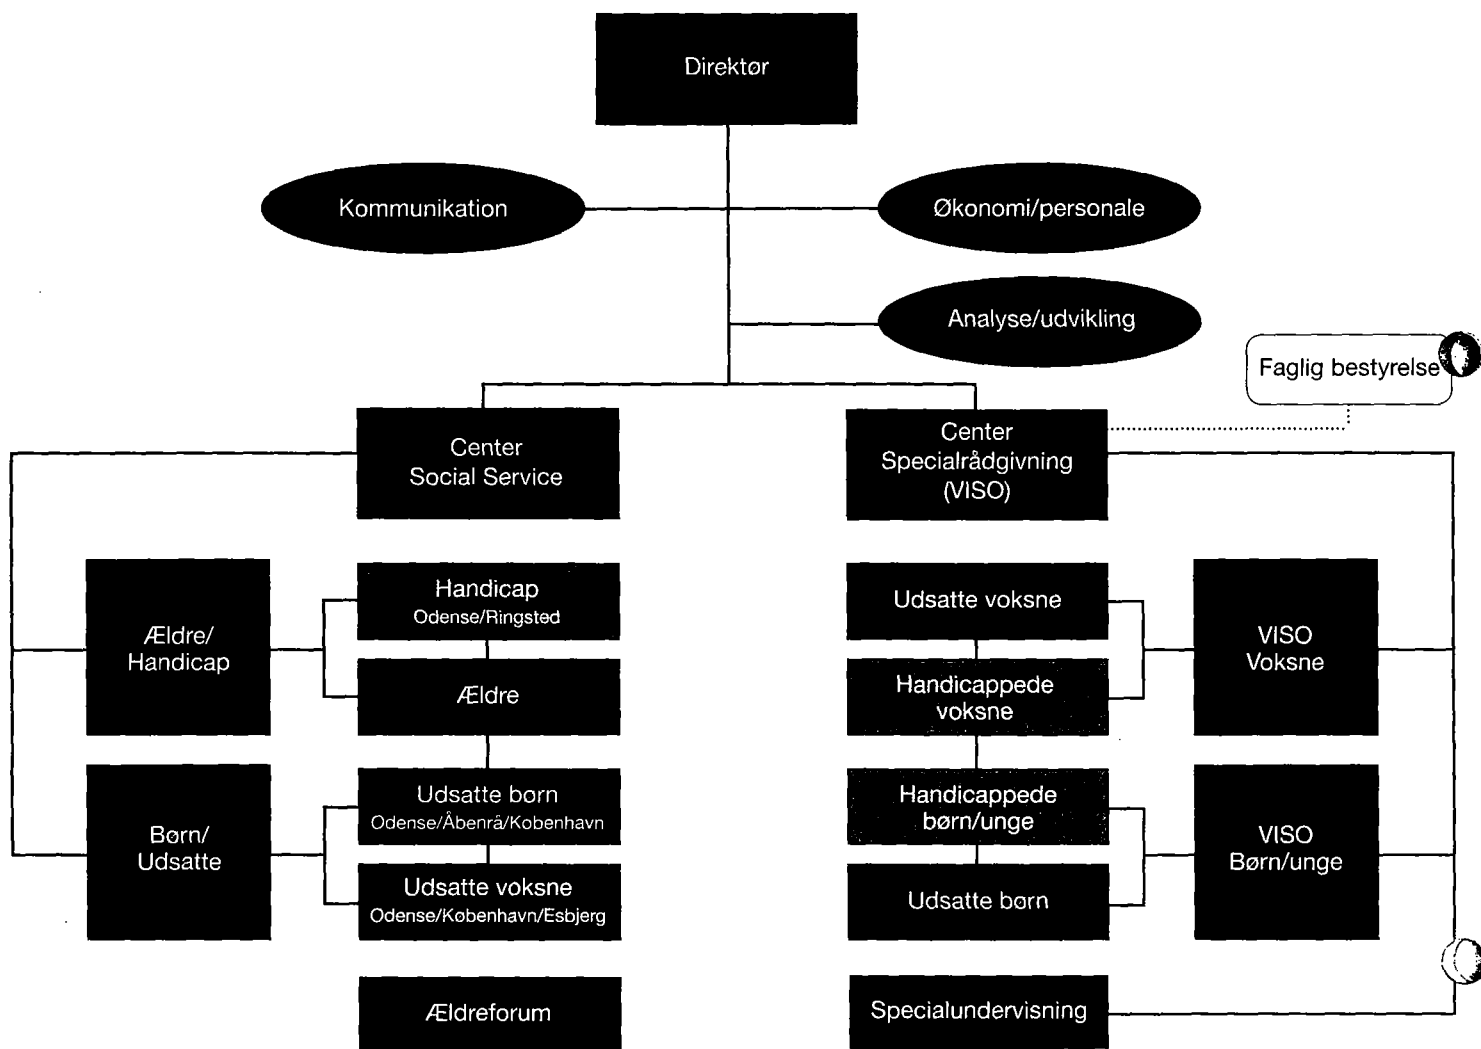 Direktør
Kommunikation
Økonomi/personale
Analyse/udvikling
Faglig bestyrelse
Center
Social Service
Center
Specialrådgivning
(VISO)
Ældre/
Handicap
Handicap
Odense/Ringsted
Ældre
Udsatte voksne
Handicappede
voksne
VISO
Voksne
Børn/
Udsatte
Udsatte børn
Odense/Åbenrå/København
Udsatte voksne
Odense/København/Esbjerg
Handicappede
børn/unge
Udsatte børn
VISO
Børn/unge
Ældreforum
Specialundervisning